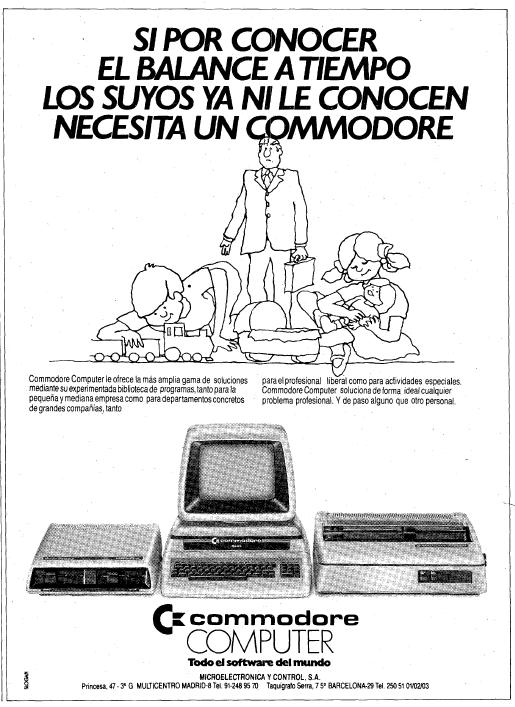 SI POR CONOCER
EL BALANCE A TIEMPO
LOS SUYOS YA NI LE CONOCEN
NECESITA UN COMMODORE
Commodore Computer le ofrece la más amplia gama de soluciones
mediante su experimentada biblioteca de programas, tanto para la
pequeña y mediana empresa como para departamentos concretos
de grandes compañías, tanto
para el profesional liberal como para actividades especiales.
Commodore Computer soluciona de forma ideal cualquier
problema profesional. Y de paso alguno que otro personal.
commodore
commodore
COMPUTER
Todo el software del mundo
MICROELECTRONICA Y CONTROL, S.A.
Princesa, 47 - 3º G MULTICENTRO MADRID-8 Tel. 91-248 95 70 Taquígrafo Serra, 7 5º BARCELONA-29 Tel. 250 51 01/02/03